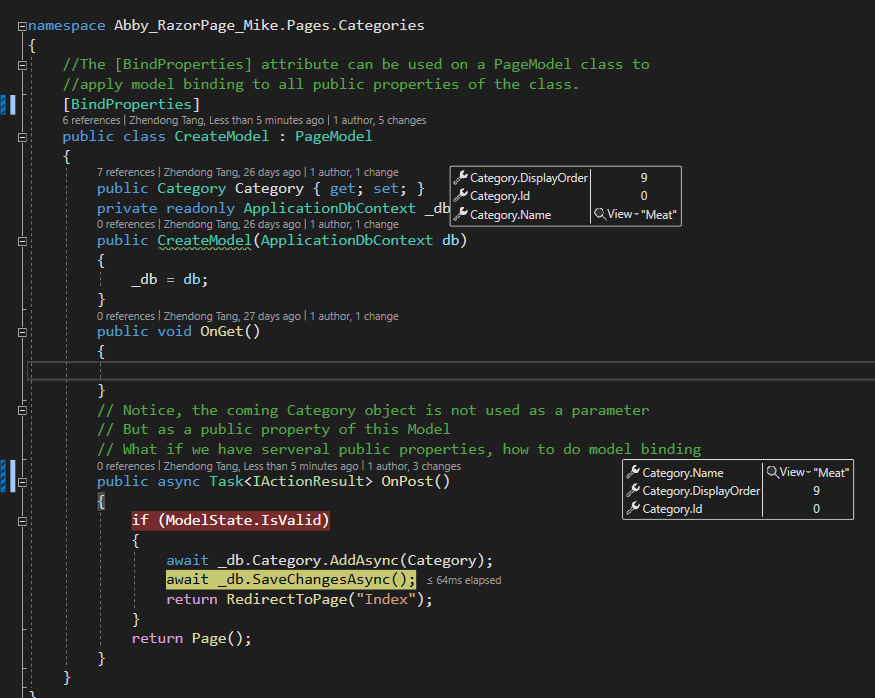 namespace Abby_RazorPage_Mike.Pages.Categories
{
//The [BindProperties] attribute can be used on a PageModel class to
//apply model binding to all public properties of the class.
[BindProperties]
6 references | Zhendong Tang, Less than 5 minutes ago | 1 author, 5 changes
public class CreateModel : PageModel
{
7 references | Zhendong Tang, 26 days ago | 1 author, 1 change
public Category Category { get; set; }
private readonly ApplicationDbContext _db
Category.DisplayOrder 9
Category.Id 0
Category.Name View "Meat"
0 references | Zhendong Tang, 26 days ago | 1 author, 1 change
public CreateModel(ApplicationDbContext db)
{
_db = db;
}
0 references | Zhendong Tang, 27 days ago | 1 author, 1 change
public void OnGet()
{
}
// Notice, the coming Category object is not used as a parameter
// But as a public property of this Model
// What if we have serveral public properties, how to do model binding
0 references | Zhendong Tang, Less than 5 minutes ago | 1 author, 3 changes
public async Task<IActionResult> OnPost()
Category.Name View "Meat"
Category.DisplayOrder 9
Category.Id 0
{
if (ModelState.IsValid)
{
await _db.Category.AddAsync(Category);
await _db.SaveChangesAsync(); ≤ 64ms elapsed
return RedirectToPage("Index");
}
return Page();
}
}
}